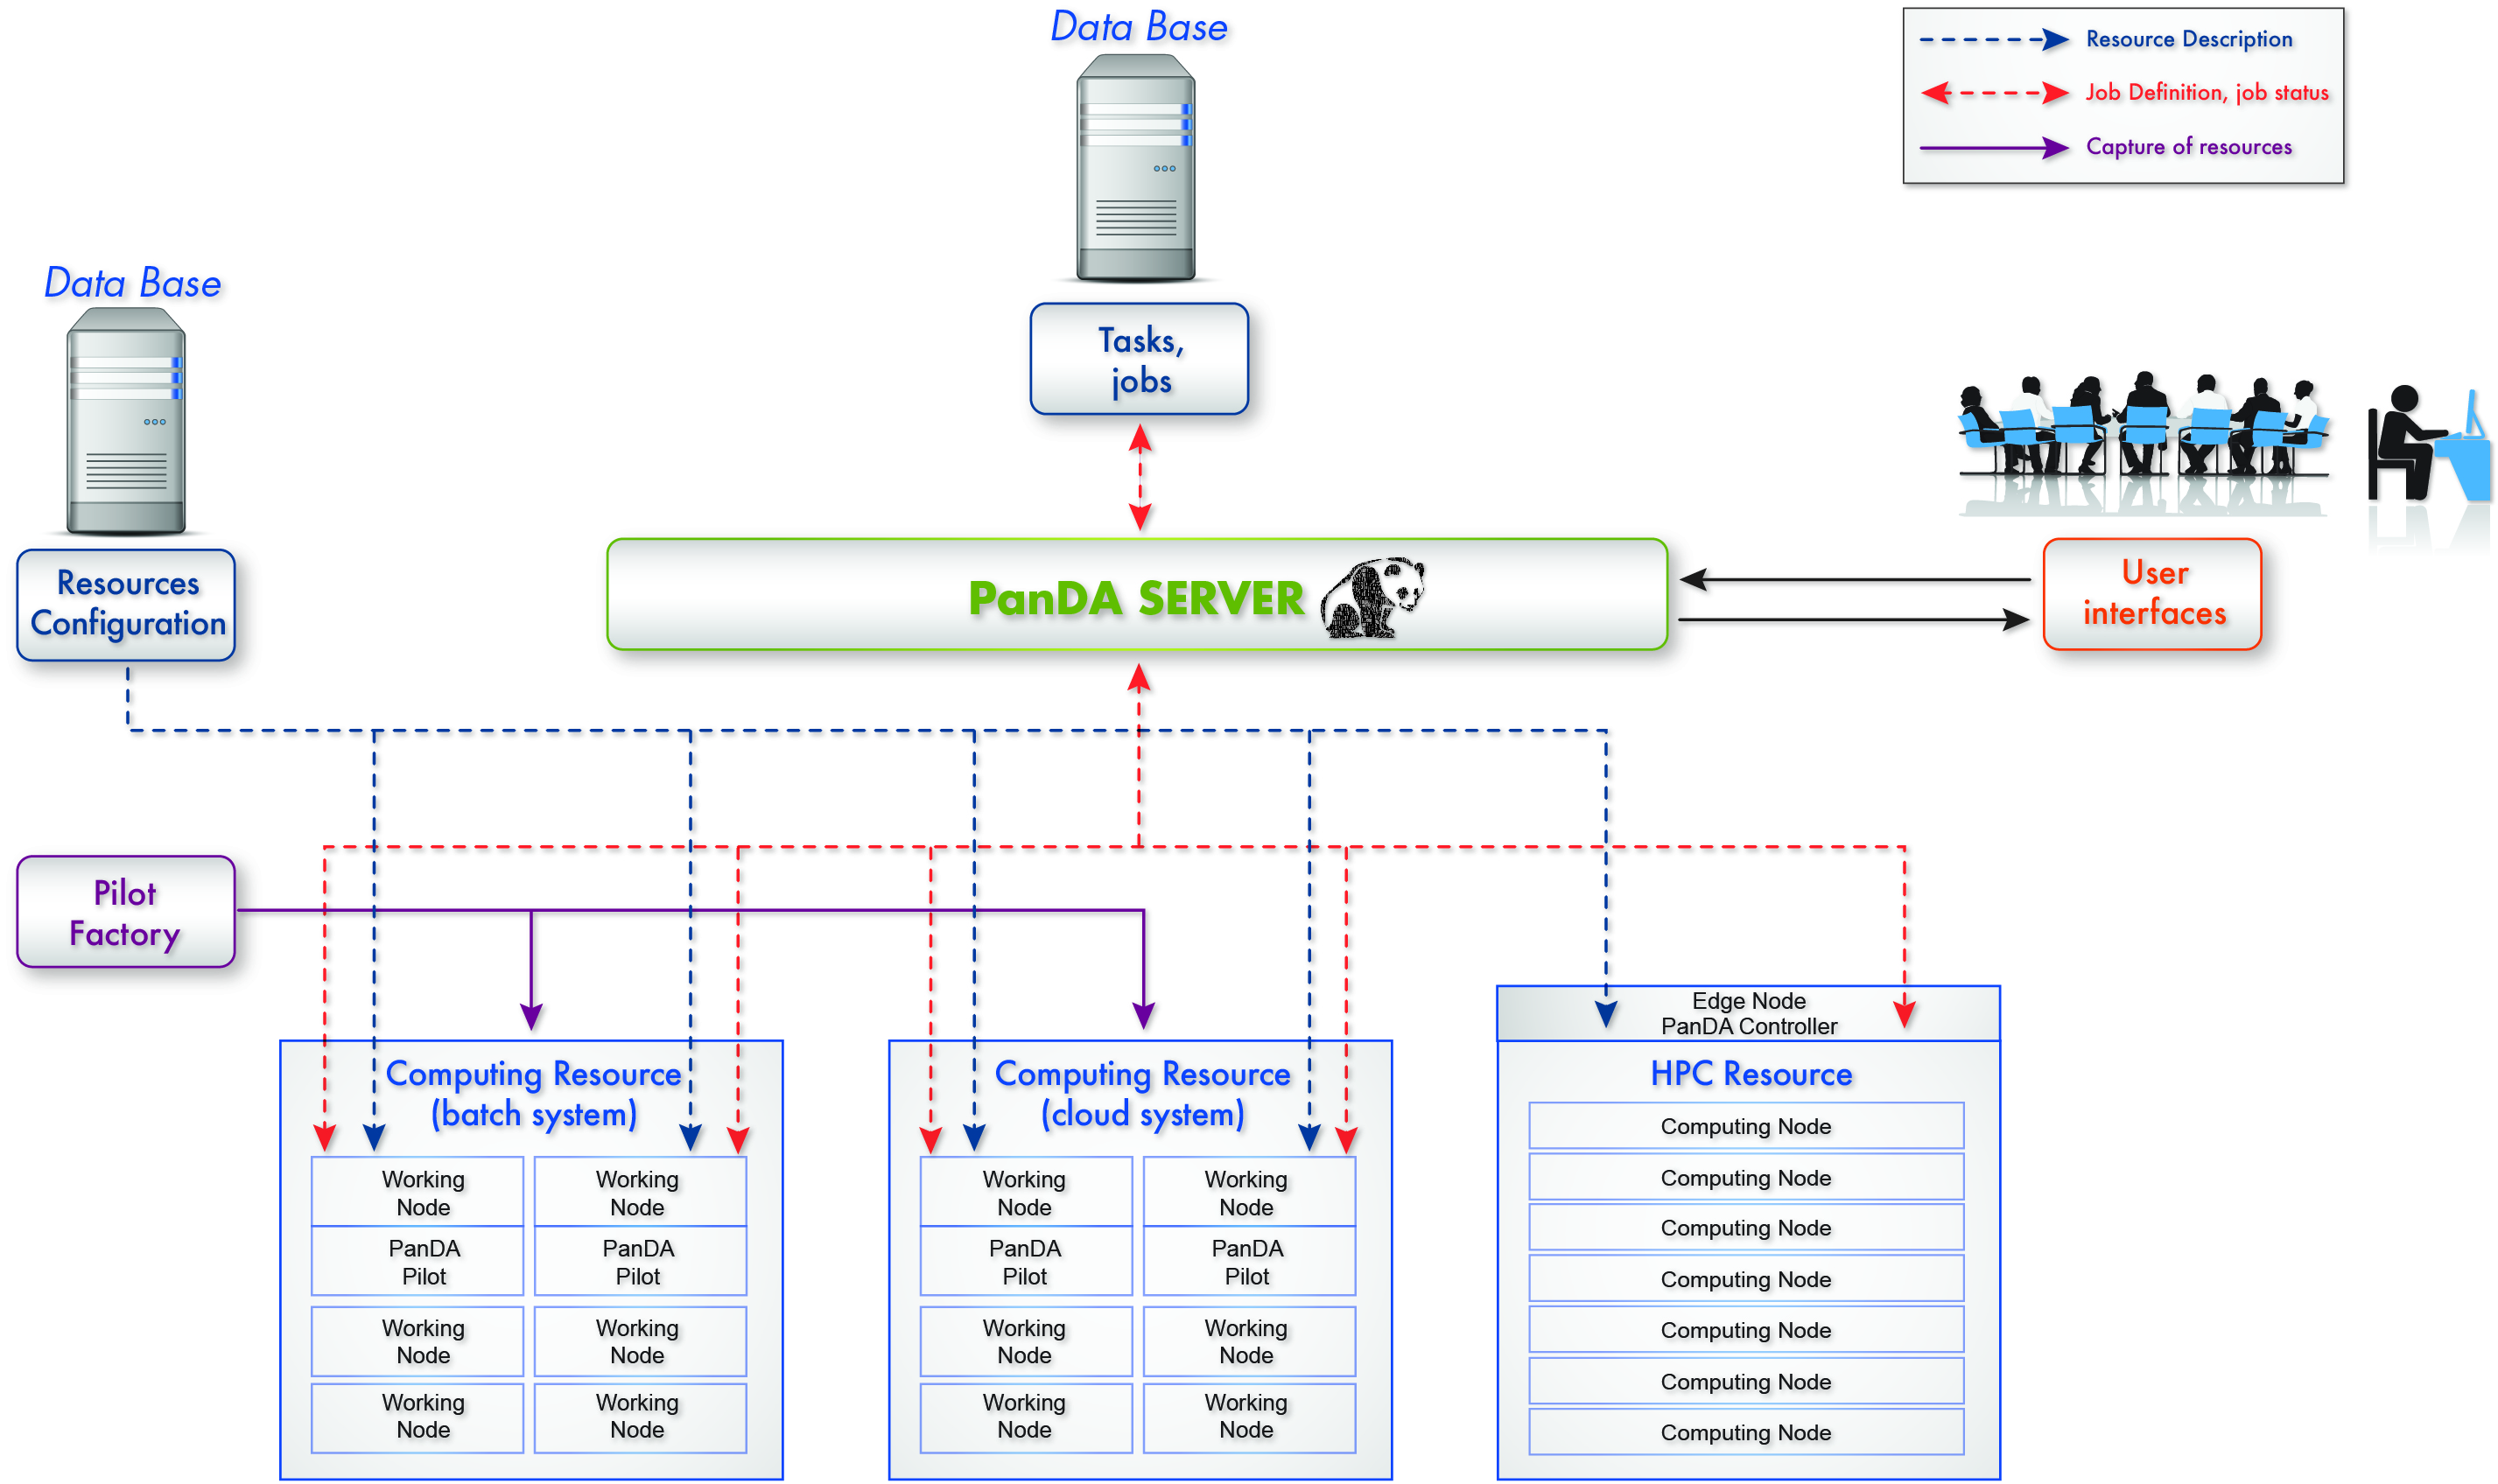 Data Base
Resource Description
Job Definition, job status
Capture of resources
Data Base
Tasks,
jobs
Resources
Configuration
PanDA SERVER
User
interfaces
Pilot
Factory
Computing Resource
(batch system)
Working
Node
Working
Node
PanDA
Pilot
PanDA
Pilot
Working
Node
Working
Node
Working
Node
Working
Node
Computing Resource
(cloud system)
Working
Node
Working
Node
PanDA
Pilot
PanDA
Pilot
Working
Node
Working
Node
Working
Node
Working
Node
Edge Node
PanDA Controller
HPC Resource
Computing Node
Computing Node
Computing Node
Computing Node
Computing Node
Computing Node
Computing Node